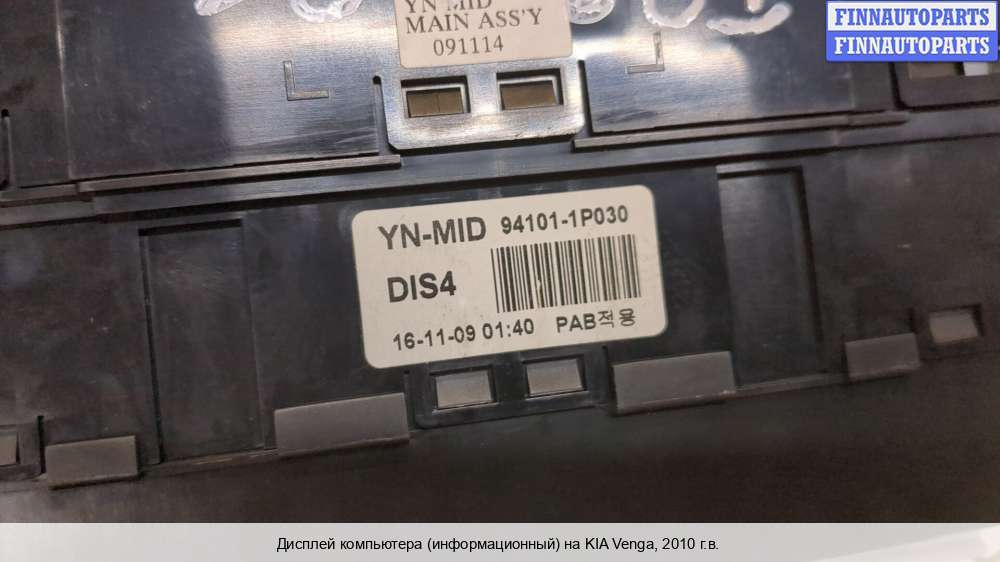 YN MID
MAIN ASS'Y
091114
FINNAUTOPARTS
FINNAUTOPARTS
YN-MID 94101-1P030
DIS4
16-11-09 01:40 PAB적용
Дисплей компьютера (информационный) на KIA Venga, 2010 г.в.